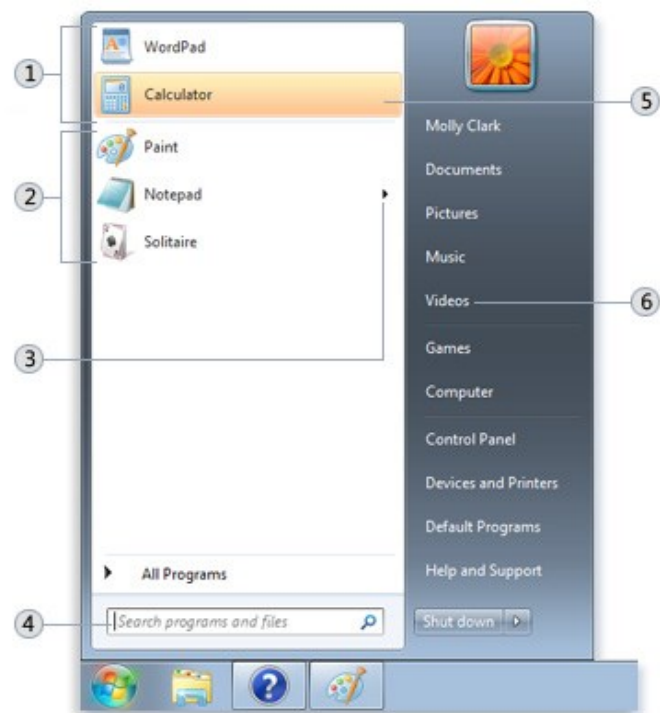 1
WordPad
Calculator
5
2
Paint
Notepad
Solitaire
3
All Programs
4
Search programs and files
Molly Clark
Documents
Pictures
Music
Videos
6
Games
Computer
Control Panel
Devices and Printers
Default Programs
Help and Support
Shut down
?